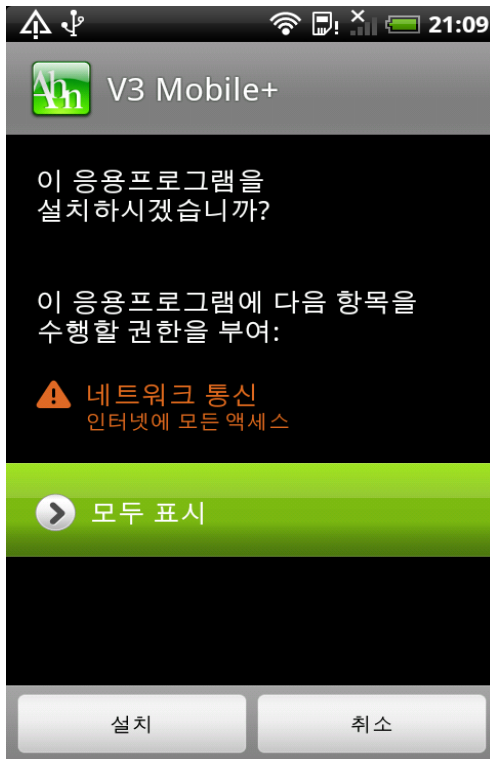 21:09
Ahn V3 Mobile+
이 응용프로그램을
설치하시겠습니까?
이 응용프로그램에 다음 항목을
수행할 권한을 부여:
네트워크 통신
인터넷에 모든 액세스
모두 표시
설치 취소